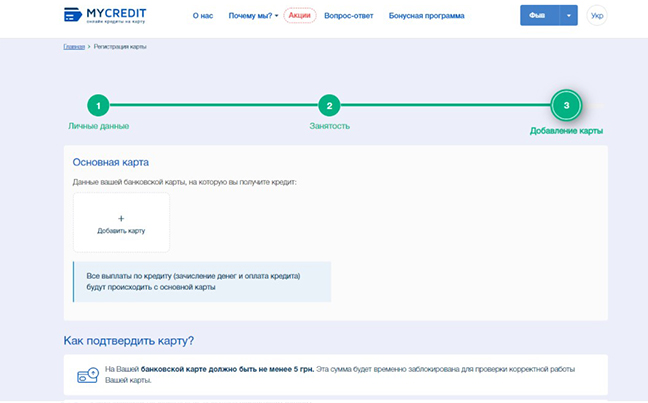 MYCREDIT
онлайн кредиты на карту
О нас
Почему мы?
Акции
Вопрос-ответ
Бонусная программа
Фыв
Укр
Главная > Регистрация карты
1
2
3
Личные данные
Занятость
Добавление карты
Основная карта
Данные вашей банковской карты, на которую вы получите кредит:
+
Добавить карту
Все выплаты по кредиту (зачисление денег и оплата кредита)
будут происходить с основной карты
Как подтвердить карту?
На Вашей банковской карте должно быть не менее 5 грн. Эта сумма будет временно заблокирована для проверки корректной работы
Вашей карты.